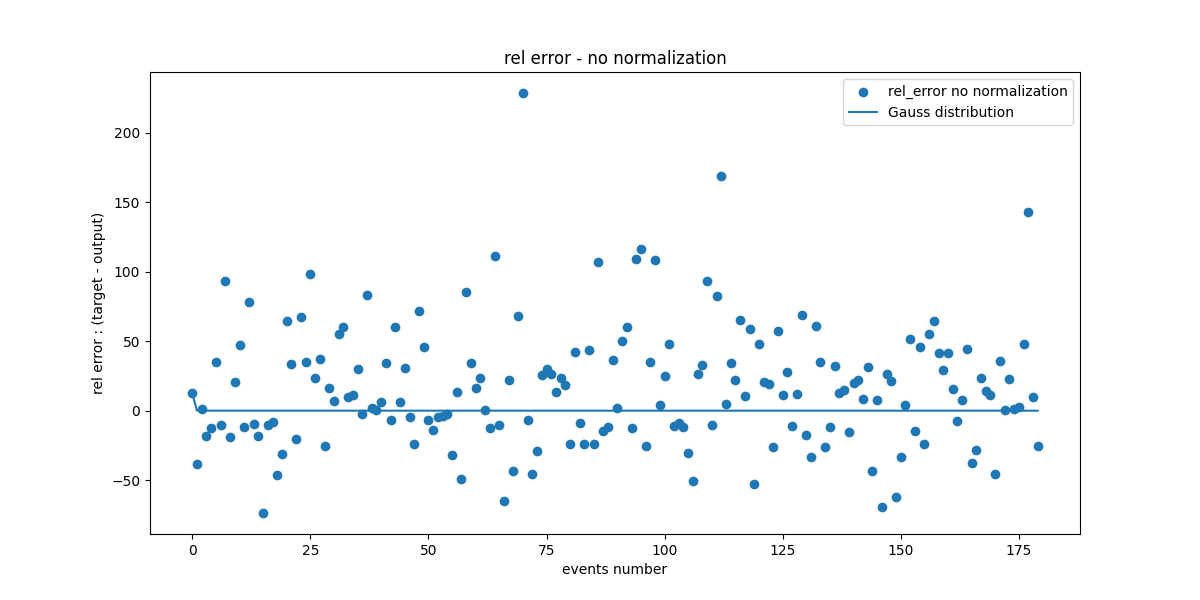 rel error - no normalization
rel_error no normalization
Gauss distribution
rel error : (target - output)
200
150
100
50
0
−50
0 25 50 75 100 125 150 175
events number